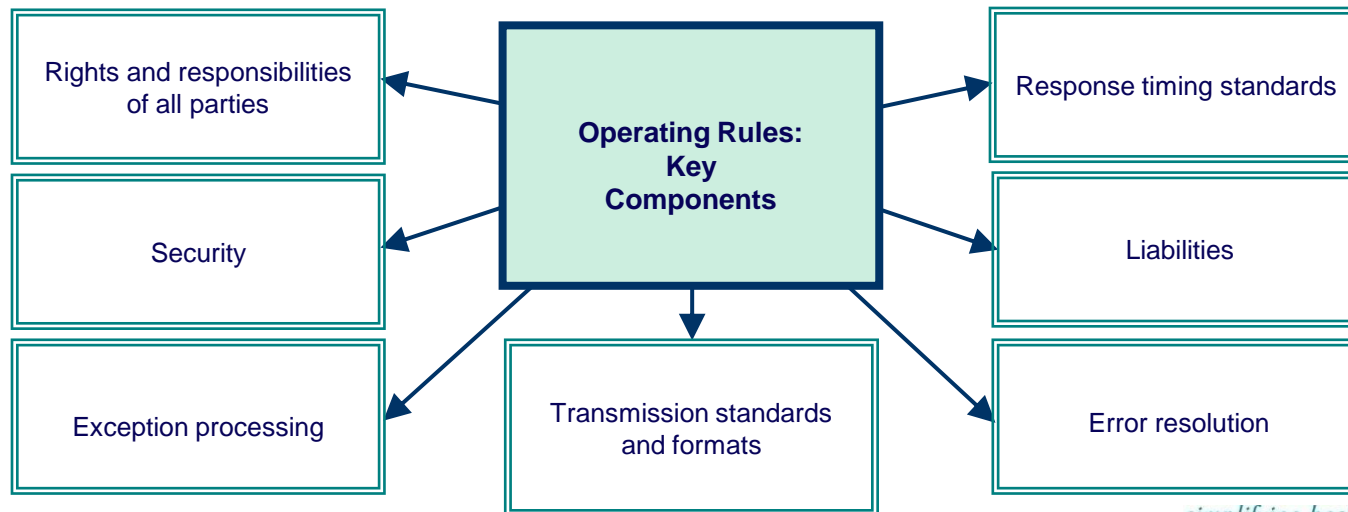 Rights and responsibilities
of all parties
Operating Rules:
Key
Components
Response timing standards
Security
Liabilities
Exception processing
Transmission standards
and formats
Error resolution